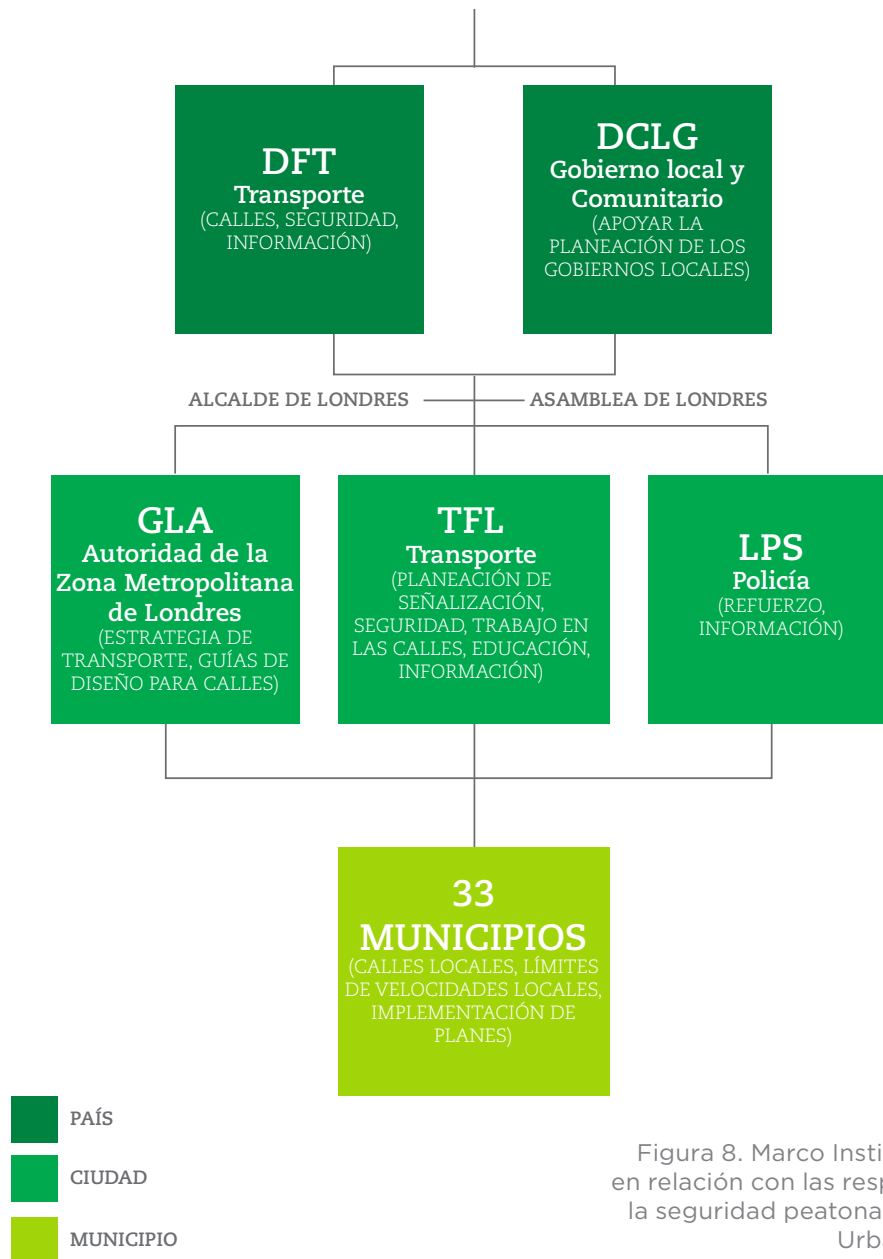 DFT
Transporte
(CALLES, SEGURIDAD,
INFORMACIÓN)
DCLG
Gobierno local y
Comunitario
(APOYAR LA
PLANEACIÓN DE LOS
GOBIERNOS LOCALES)
ALCALDE DE LONDRES
ASAMBLEA DE LONDRES
GLA
Autoridad de la
Zona Metropolitana
de Londres
(ESTRATEGIA DE
TRANSPORTE, GUÍAS DE
DISEÑO PARA CALLES)
TFL
Transporte
(PLANEACIÓN DE
SEÑALIZACIÓN,
SEGURIDAD, TRABAJO EN
LAS CALLES, EDUCACIÓN,
INFORMACIÓN)
LPS
Policía
(REFUERZO,
INFORMACIÓN)
33
MUNICIPIOS
(CALLES LOCALES, LÍMITES
DE VELOCIDADES LOCALES,
IMPLEMENTACIÓN DE
PLANES)
PAÍS
CIUDAD
MUNICIPIO
Figura 8. Marco Insti
en relación con las resp
la seguridad peatona
Urb